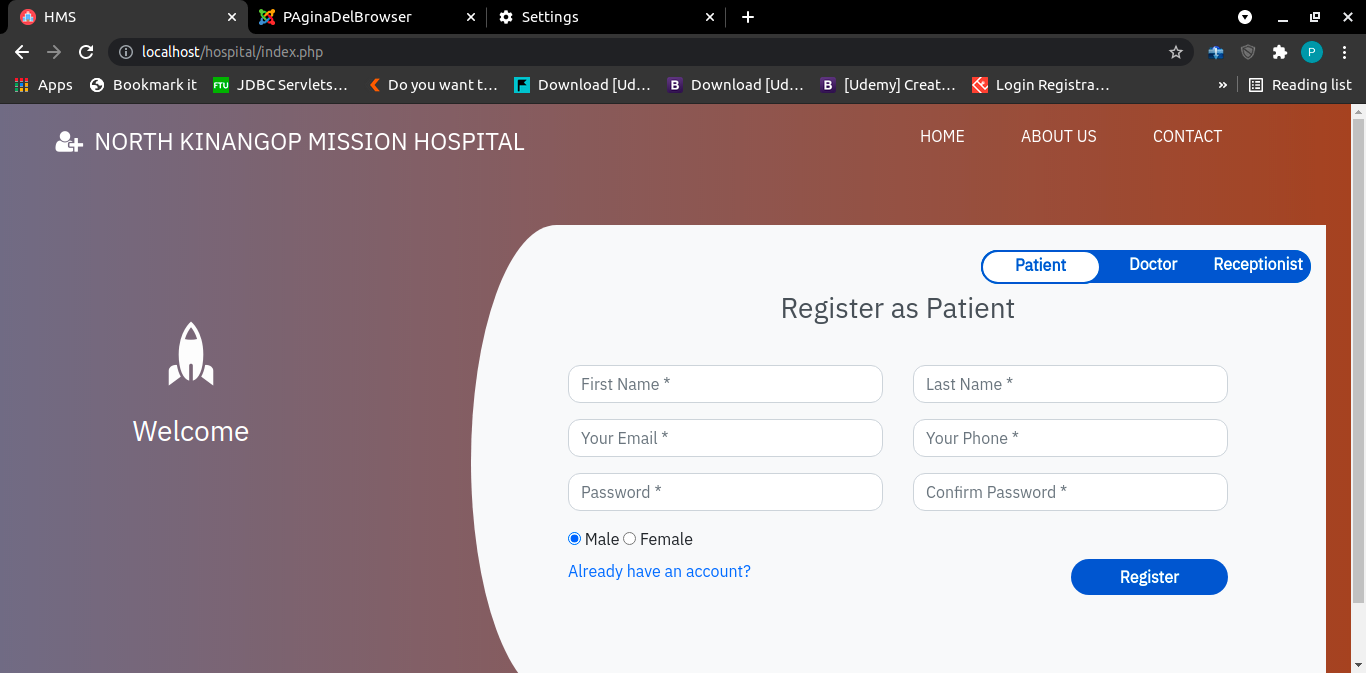 HMS
PAginaDelBrowser
Settings
localhost/hospital/index.php
P
Apps
Bookmark it
FTU
JDBC Servlets...
Do you want t...
Download [Ud...
B
Download [Ud...
B
[Udemy] Creat...
Login Registra...
»
Reading list
NORTH KINANGOP MISSION HOSPITAL
HOME
ABOUT US
CONTACT
Patient
Doctor
Receptionist
Register as Patient
Welcome
First Name *
Last Name *
Your Email *
Your Phone *
Password *
Confirm Password *
Male
Female
Already have an account?
Register